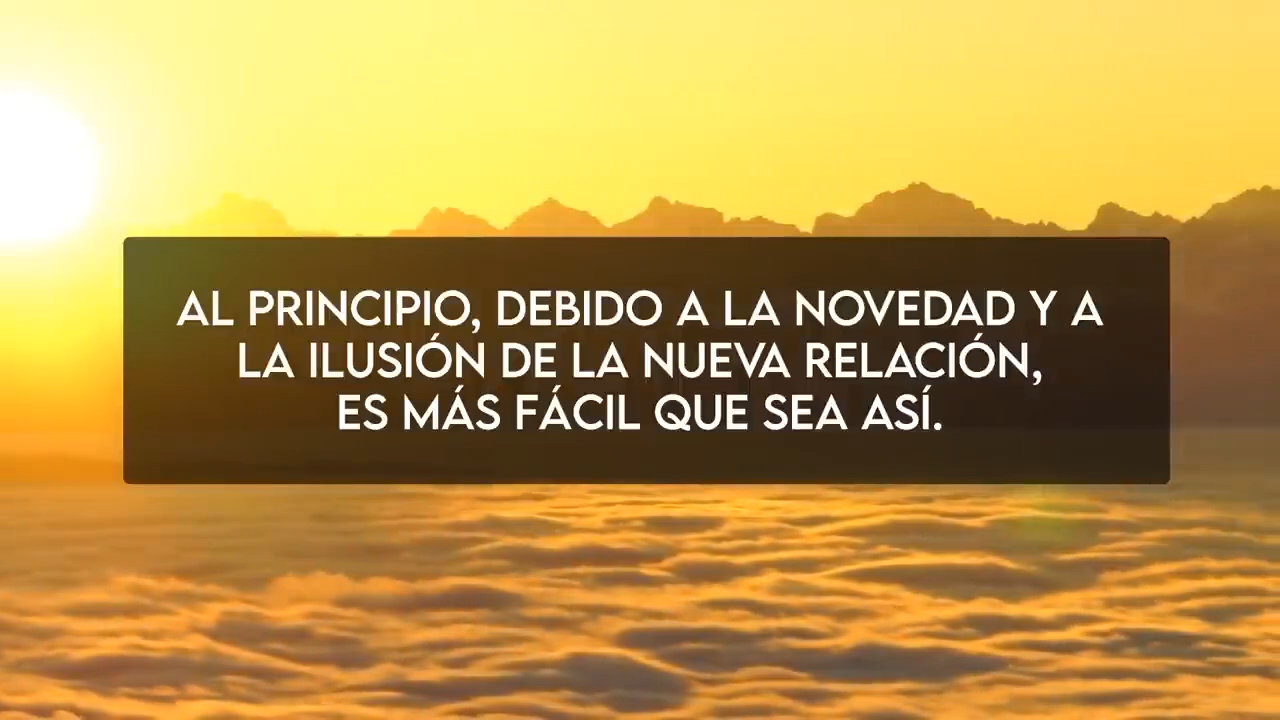 AL PRINCIPIO, DEBIDO A LA NOVEDAD Y A
LA ILUSIÓN DE LA NUEVA RELACIÓN,
ES MÁS FÁCIL QUE SEA ASÍ.